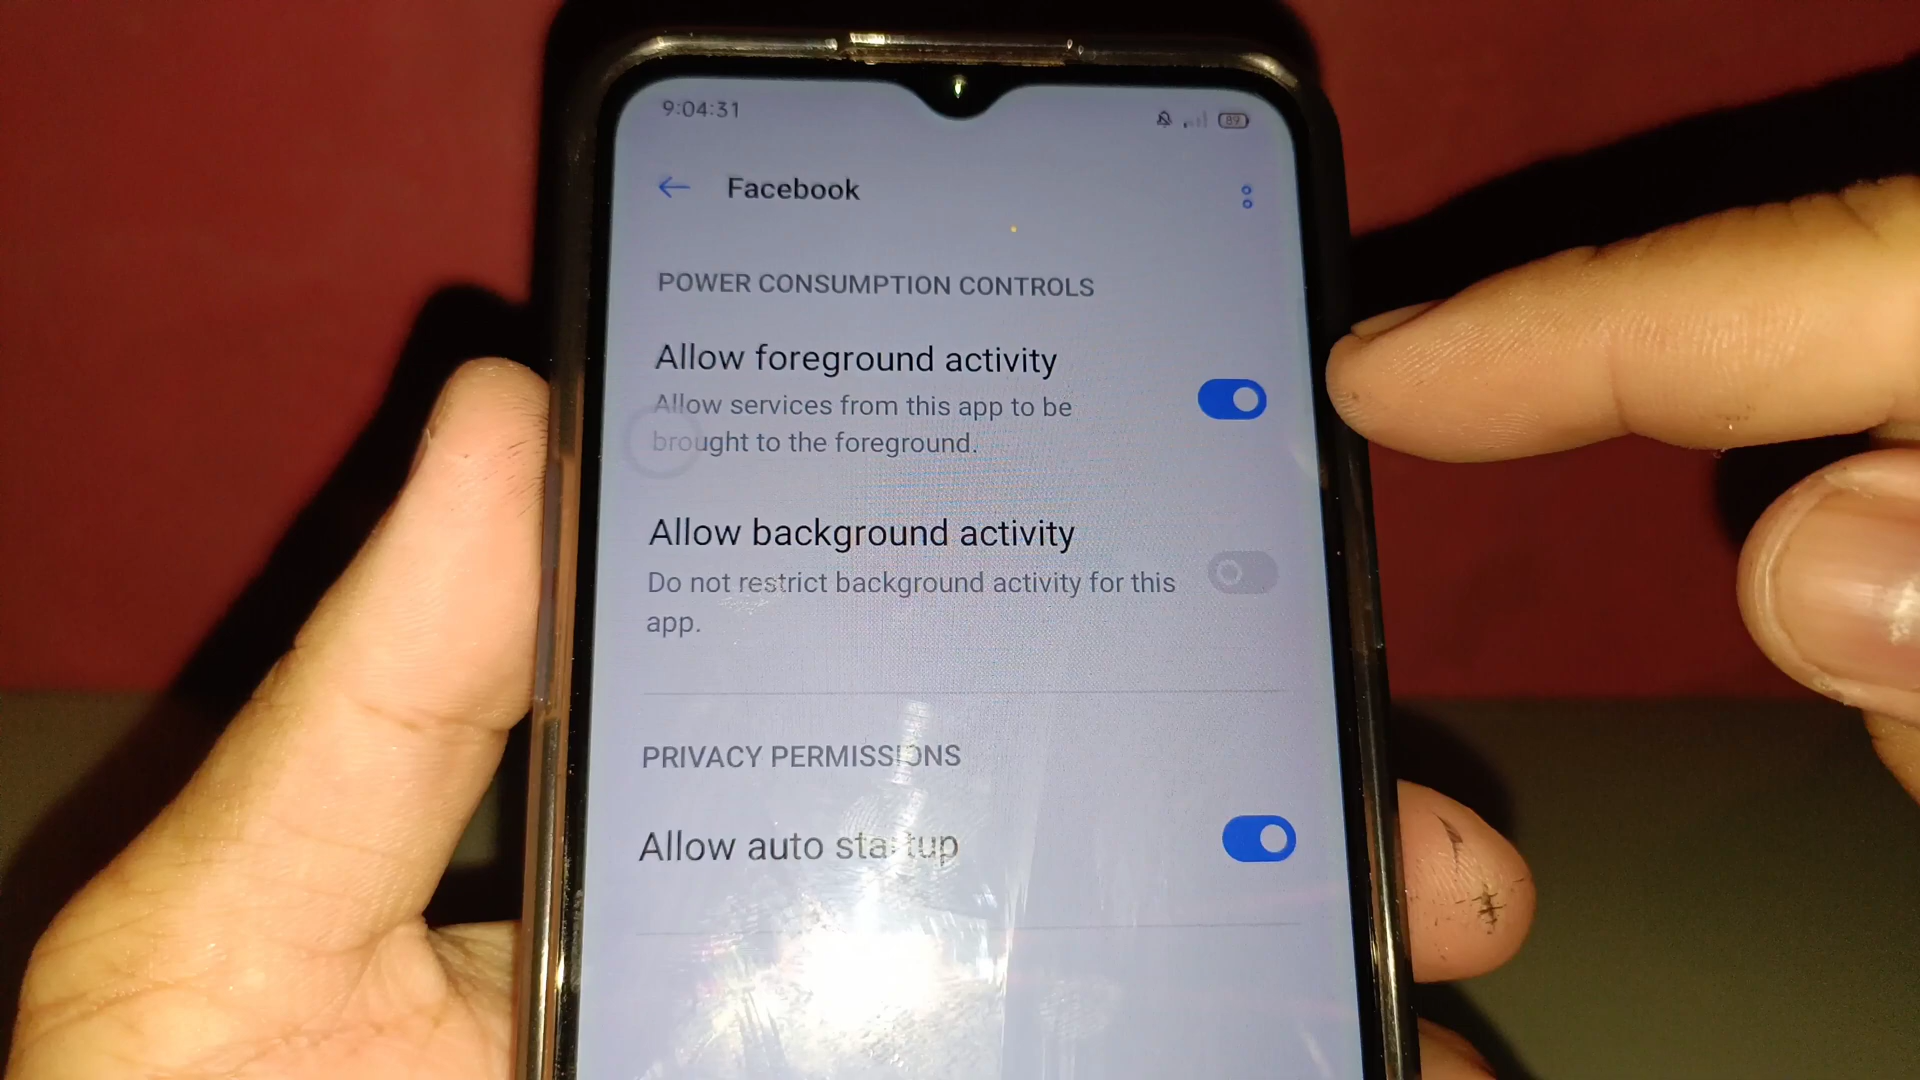 9:04:31
89
Facebook
POWER CONSUMPTION CONTROLS
Allow foreground activity
Allow services from this app to be
brought to the foreground.
Allow background activity
Do not restrict background activity for this
app.
PRIVACY PERMISSIONS
Allow auto startup